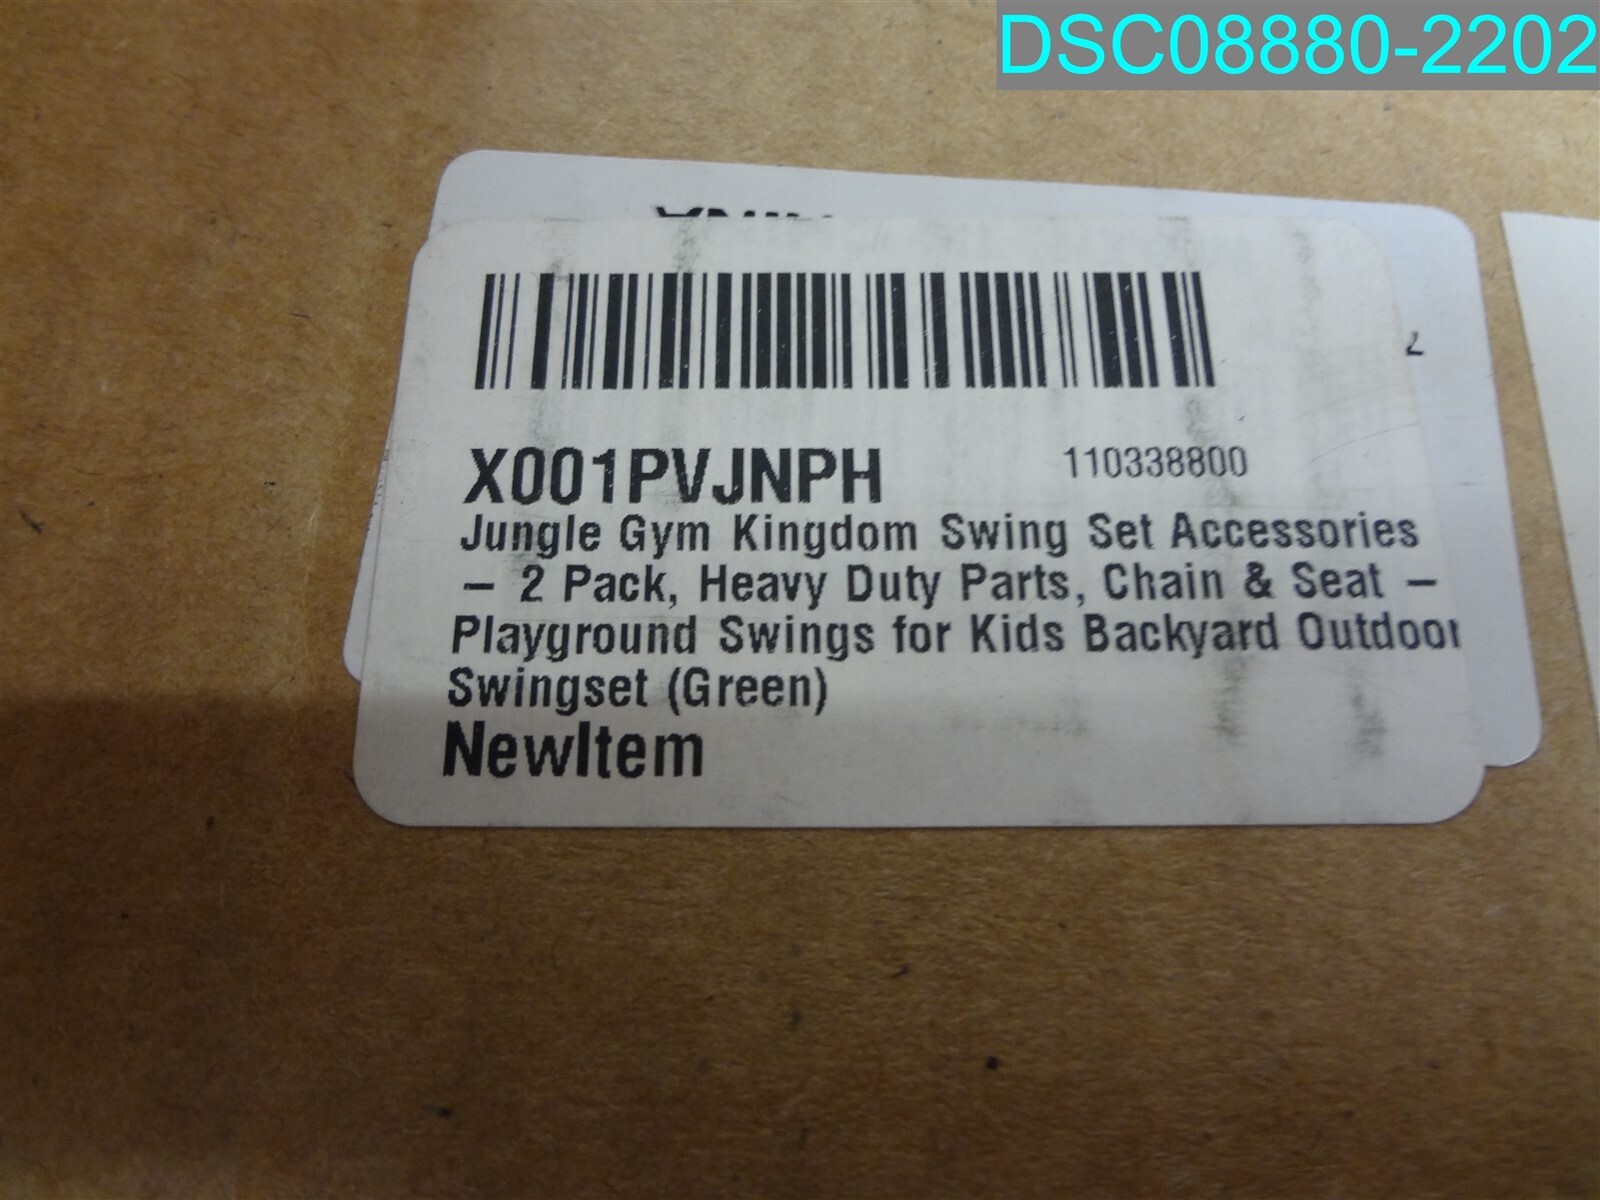 DSC08880-2202
X001PVJNPH 110338800
Jungle Gym Kingdom Swing Set Accessories
– 2 Pack, Heavy Duty Parts, Chain & Seat –
Playground Swings for Kids Backyard Outdoor
Swingset (Green)
NewItem